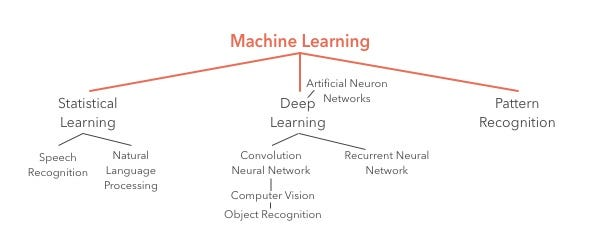 Machine Learning
Artificial Neuron
Networks
Statistical
Learning
Deep
Learning
Pattern
Recognition
Speech
Recognition
Natural
Language
Processing
Convolution
Neural Network
Recurrent Neural
Network
Computer Vision
Object Recognition